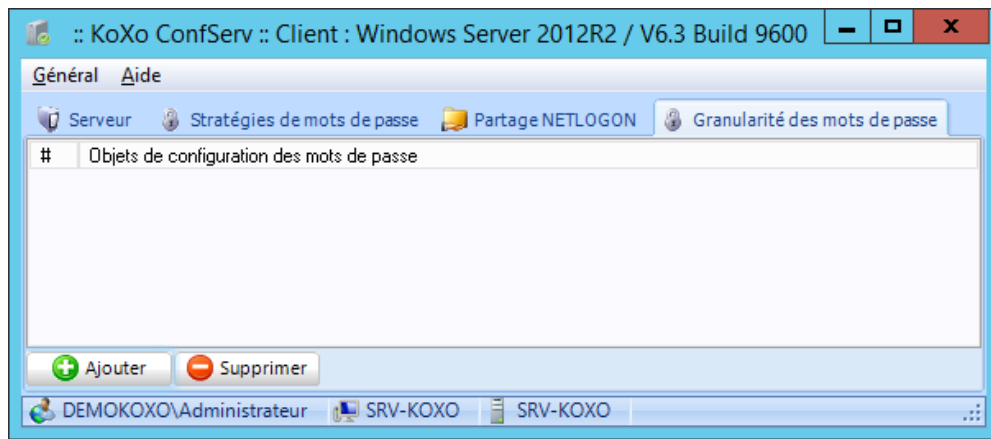 :: KoXo ConfServ :: Client : Windows Server 2012R2 / V6.3 Build 9600
Général Aide
Serveur Stratégies de mots de passe Partage NETLOGON Granularité des mots de passe
# Objets de configuration des mots de passe
Ajouter Supprimer
DEMOKOXO\Administrateur SRV-KOXO SRV-KOXO